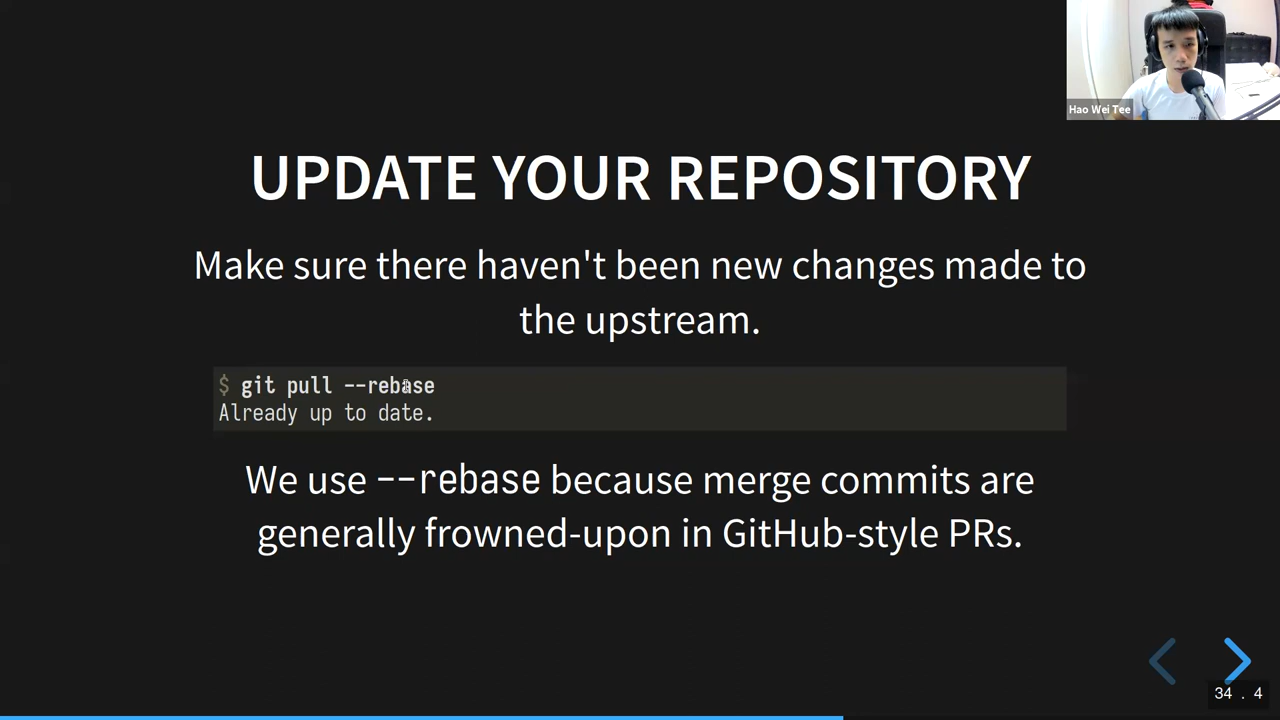 Hao Wei Tee
UPDATE YOUR REPOSITORY
Make sure there haven't been new changes made to
the upstream.
$ git pull --rebase
Already up to date.
We use --rebase because merge commits are
generally frowned-upon in GitHub-style PRs.
34 . 4